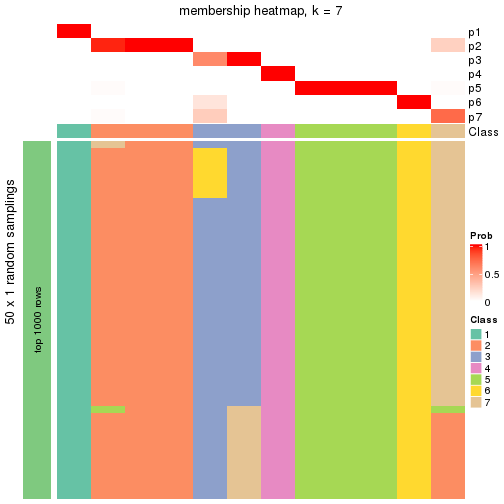 membership heatmap, k = 7
p1
p2
p3
p4
p5
p6
p7
Class
50 x 1 random samplings
top 1000 rows
Prob
1
0.5
0
Class
1
2
3
4
5
6
7